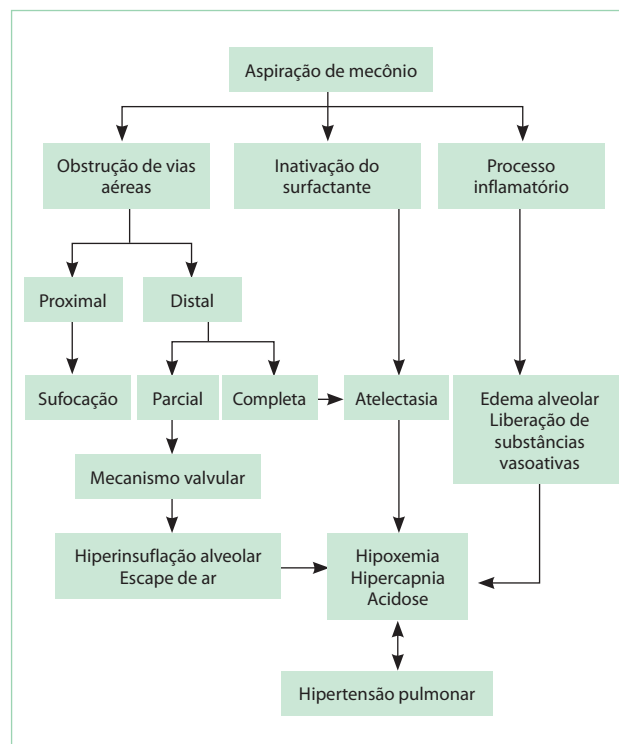 Aspiração de mecônio
Obstrução de vias
aéreas
Inativação do
surfactante
Processo
inflamatório
Proximal
Distal
Sufocação
Parcial
Completa
Atelectasia
Edema alveolar
Liberação de
substâncias
vasoativas
Mecanismo valvular
Hiperinsuflação alveolar
Escape de ar
Hipoxemia
Hipercapnia
Acidose
Hipertensão pulmonar